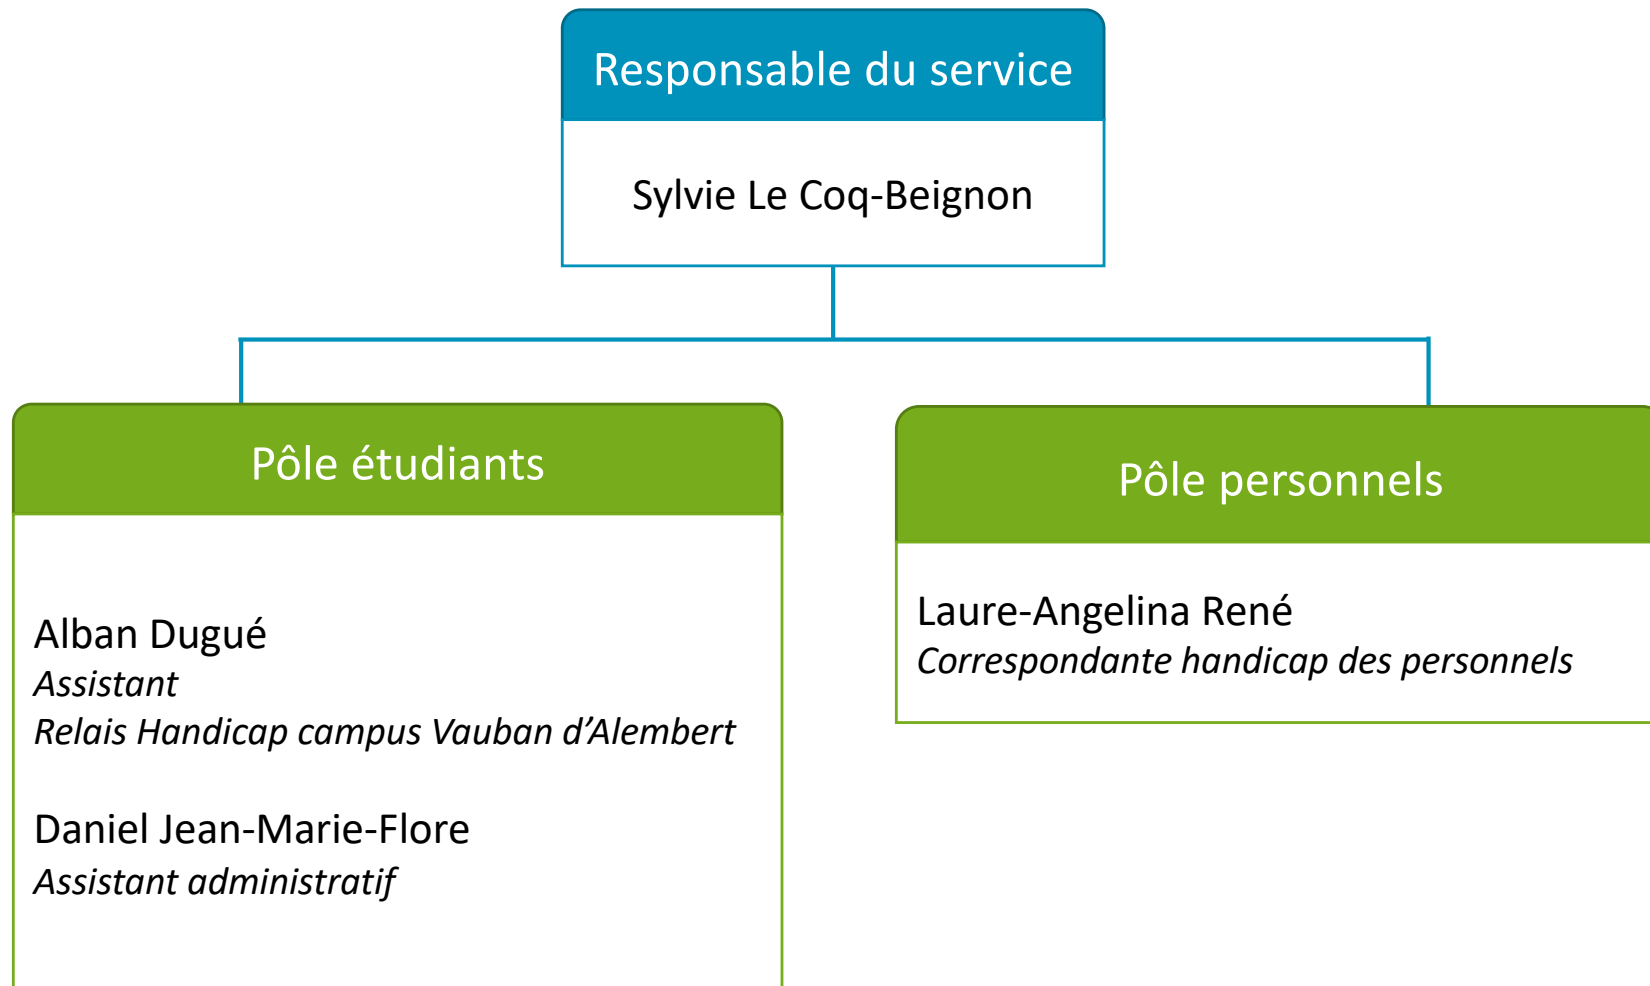 Responsable du service
Sylvie Le Coq-Beignon
Pôle étudiants
Alban Dugué
Assistant
Relais Handicap campus Vauban d’Alembert
Daniel Jean-Marie-Flore
Assistant administratif
Pôle personnels
Laure-Angelina René
Correspondante handicap des personnels